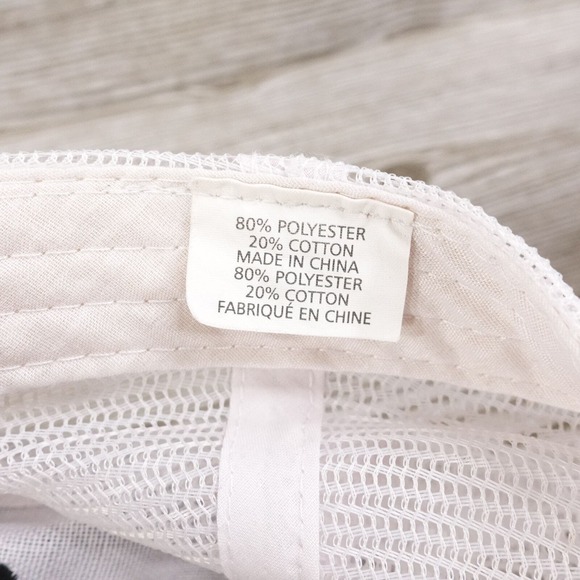 80% POLYESTER
20% COTTON
MADE IN CHINA
80% POLYESTER
20% COTTON
FABRIQUÉ EN CHINE